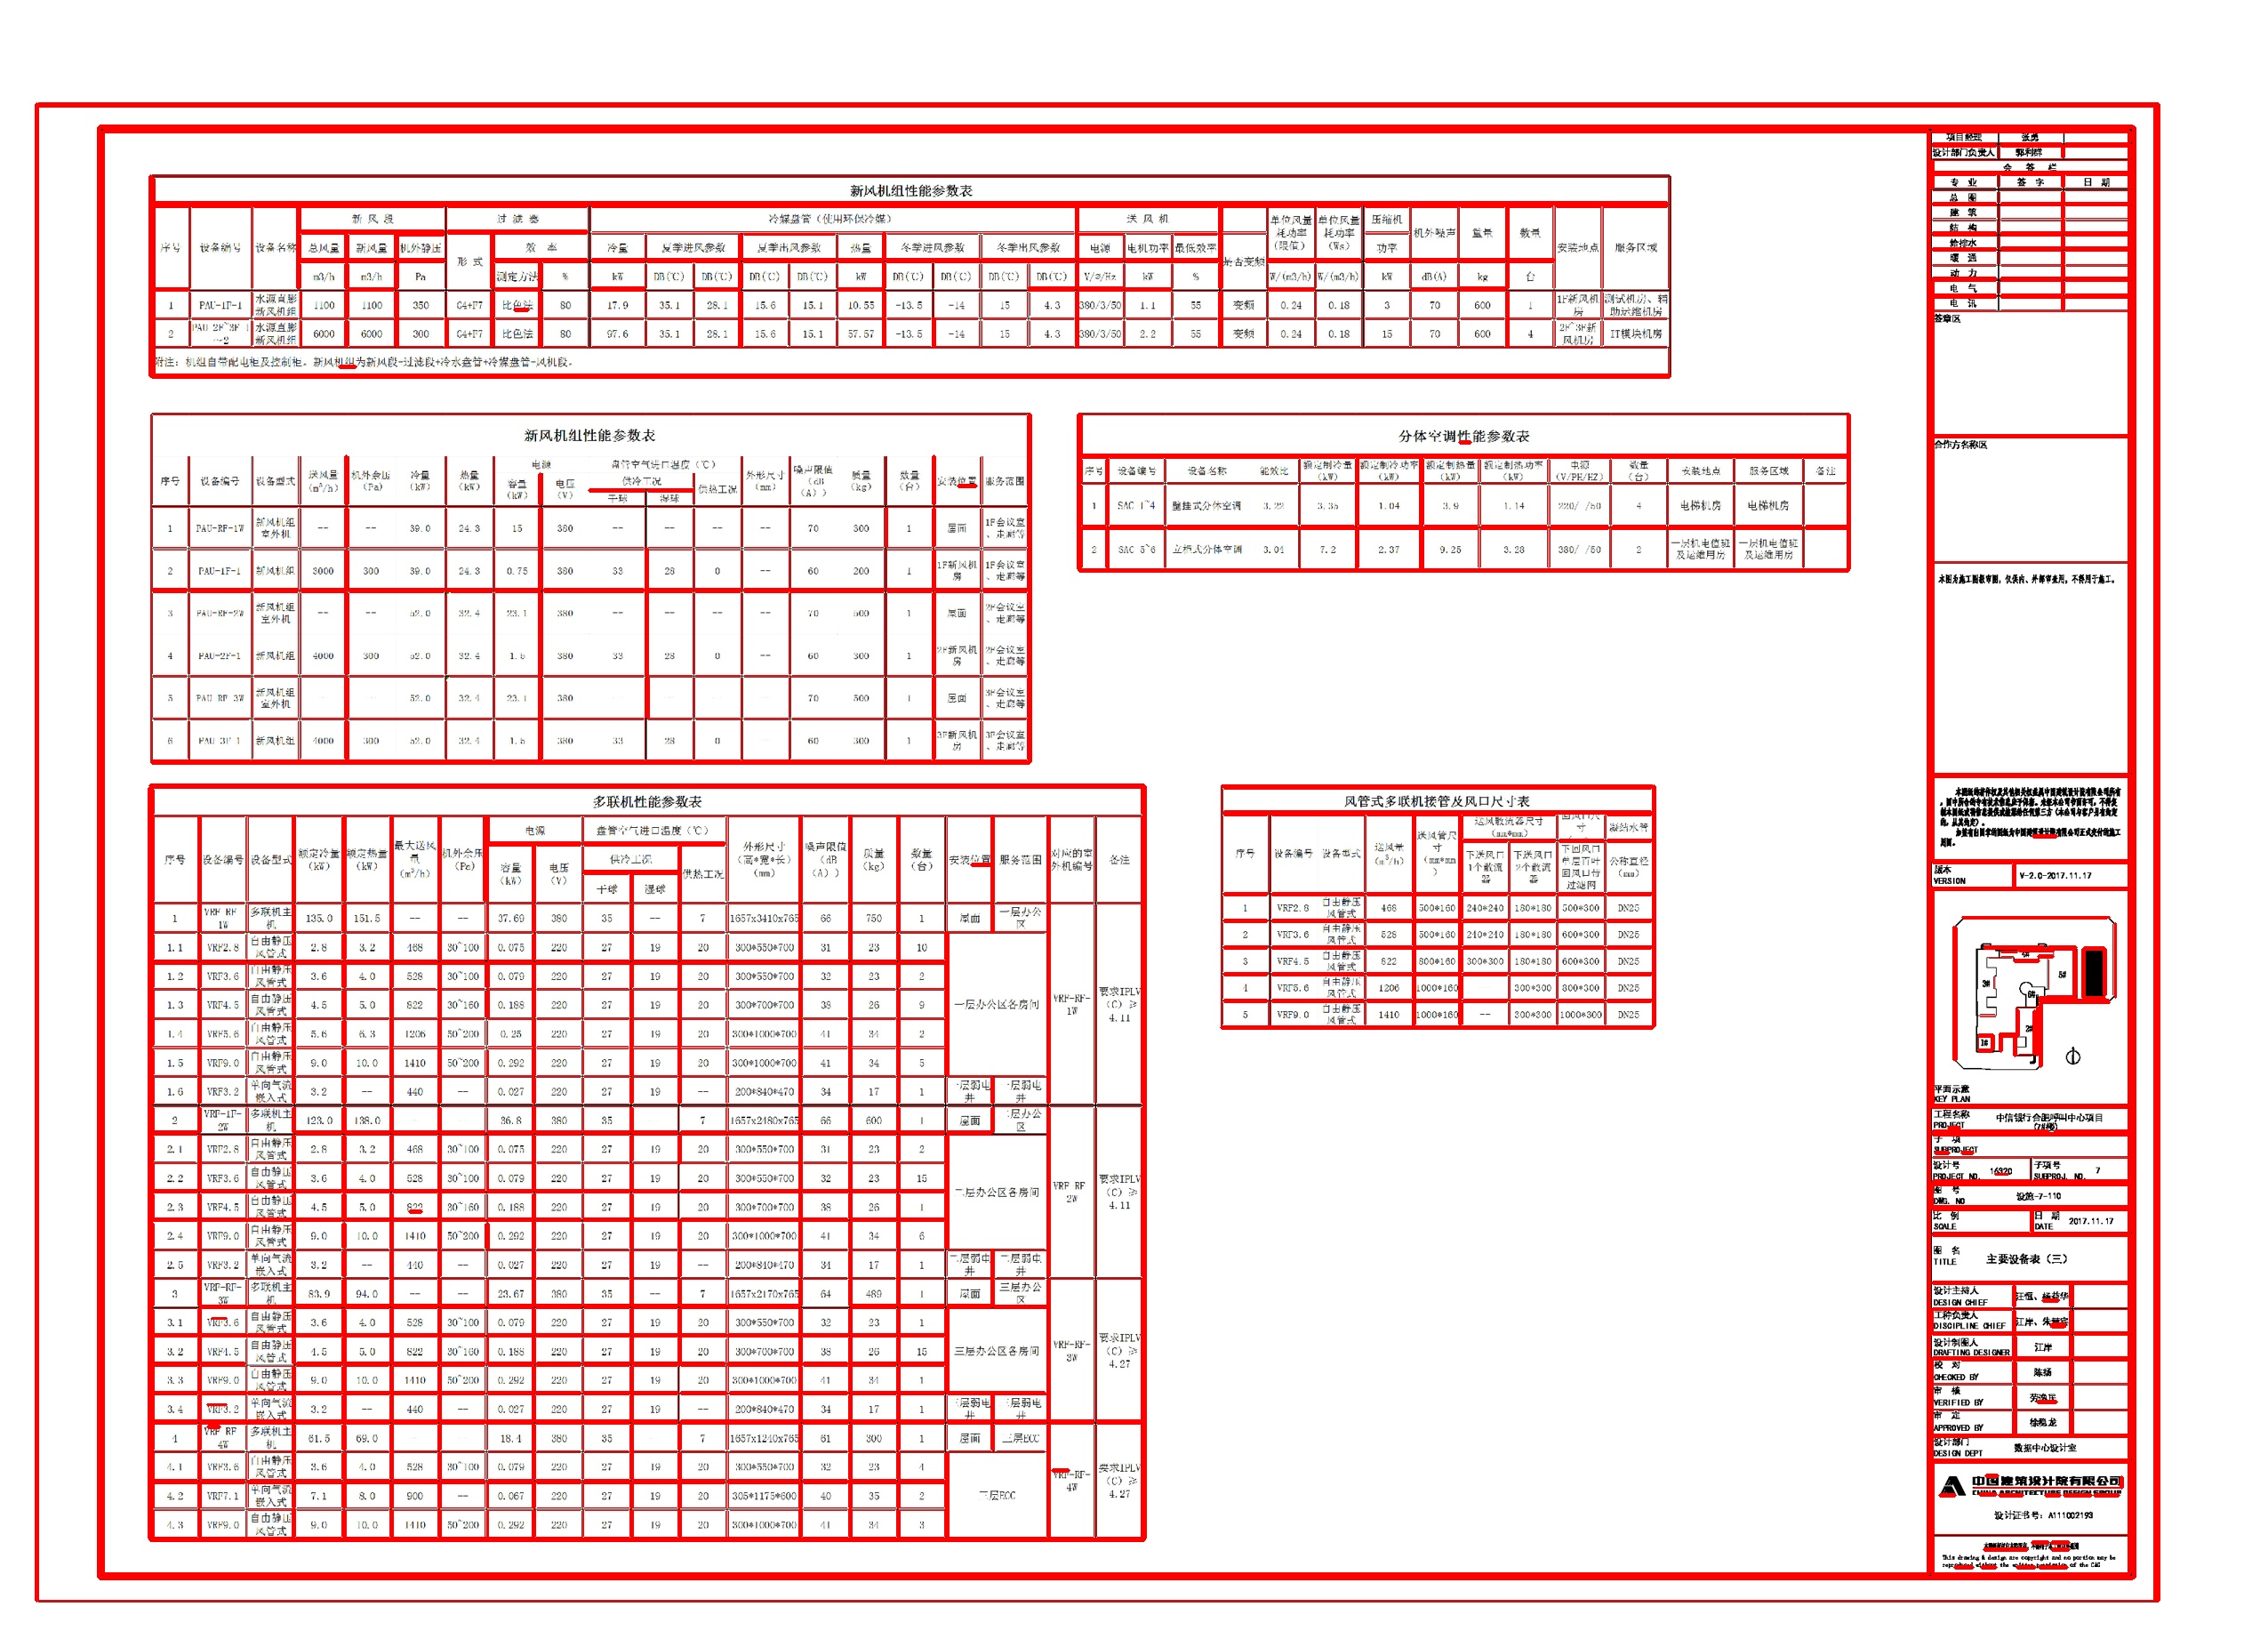 新风机组性能参数表
序号 设备编号 设备名称 新风段 过滤器 冷媒盘管（使用环保冷媒） 送风机 是否变频 单位风量耗功率（限值） 单位风量耗功率（Ws） 压缩机 机外噪声 重量 数量 安装地点 服务区域
总风量 新风量 机外静压 形式 效率 冷量 夏季进风参数 夏季出风参数 热量 冬季进风参数 冬季出风参数 电源 电机功率 最低效率 功率
m3/h m3/h Pa 测定方法 % kW DB(℃) DB(℃) DB(℃) DB(℃) kW DB(℃) DB(℃) DB(℃) DB(℃) V/∅/Hz kW % W/(m3/h) W/(m3/h) kW dB(A) kg 台
1 PAU-1F-1 水源直膨新风机组 1100 1100 350 G4+F7 比色法 80 17.9 35.1 28.1 15.6 15.1 10.55 -13.5 -14 15 4.3 380/3/50 1.1 55 变频 0.24 0.18 3 70 600 1 1F新风机房 测试机房、辅助运维机房
2 PAU-2F~3F-1~2 水源直膨新风机组 6000 6000 300 G4+F7 比色法 80 97.6 35.1 28.1 15.6 15.1 57.57 -13.5 -14 15 4.3 380/3/50 2.2 55 变频 0.24 0.18 15 70 600 4 2F~3F新风机房 IT模块机房
附注：机组自带配电柜及控制柜。新风机组为新风段-过滤段+冷水盘管+冷媒盘管-风机段。
新风机组性能参数表
序号 设备编号 设备型式 送风量（m³/h） 机外余压（Pa） 冷量（kW） 热量（kW） 电源 盘管空气进口温度（℃） 外形尺寸（mm） 噪声限值（dB（A）） 质量（kg） 数量（台） 安装位置 服务范围
容量（kW） 电压（V） 供冷工况 供热工况
干球 湿球
1 PAU-RF-1W 新风机组室外机 -- -- 39.0 24.3 15 380 -- -- -- -- 70 300 1 屋面 1F会议室、走廊等
2 PAU-1F-1 新风机组 3000 300 39.0 24.3 0.75 380 33 28 0 -- 60 200 1 1F新风机房 1F会议室、走廊等
3 PAU-RF-2W 新风机组室外机 -- -- 52.0 32.4 23.1 380 -- -- -- -- 70 500 1 屋面 2F会议室、走廊等
4 PAU-2F-1 新风机组 4000 300 52.0 32.4 1.5 380 33 28 0 -- 60 300 1 2F新风机房 2F会议室、走廊等
5 PAU-RF-3W 新风机组室外机 52.0 32.4 23.1 380 70 500 1 屋面 3F会议室、走廊等
6 PAU-3F-1 新风机组 4000 300 52.0 32.4 1.5 380 33 28 0 60 300 1 3F新风机房 3F会议室、走廊等
分体空调性能参数表
序号 设备编号 设备名称 能效比 额定制冷量（kW） 额定制冷功率（kW） 额定制热量（kW） 额定制热功率（kW） 电源（V/PH/HZ） 数量（台） 安装地点 服务区域 备注
1 SAC-1~4 壁挂式分体空调 3.22 3.35 1.04 3.9 1.14 220/ /50 4 电梯机房 电梯机房
2 SAC-5~6 立柜式分体空调 3.04 7.2 2.37 9.25 3.28 380/ /50 2 一层机电值班及运维用房 一层机电值班及运维用房
多联机性能参数表
序号 设备编号 设备型式 额定冷量（kW） 额定热量（kW） 最大送风量（m³/h） 机外余压（Pa） 电源 盘管空气进口温度（℃） 外形尺寸（高*宽*长）（mm） 噪声限值（dB（A）） 质量（kg） 数量（台） 安装位置 服务范围 对应的室外机编号 备注
容量（kW） 电压（V） 供冷工况 供热工况
干球 湿球
1 VRF-RF-1W 多联机主机 135.0 151.5 -- -- 37.69 380 35 -- 7 1657x3410x765 66 750 1 屋面 一层办公区 VRF-RF-1W 要求IPLV（C）≥4.11
1.1 VRF2.8 自由静压风管式 2.8 3.2 468 30~100 0.075 220 27 19 20 300*550*700 31 23 10 一层办公区各房间
1.2 VRF3.6 自由静压风管式 3.6 4.0 528 30~100 0.079 220 27 19 20 300*550*700 32 23 2
1.3 VRF4.5 自由静压风管式 4.5 5.0 822 30~160 0.188 220 27 19 20 300*700*700 38 26 9
1.4 VRF5.6 自由静压风管式 5.6 6.3 1206 50~200 0.25 220 27 19 20 300*1000*700 41 34 2
1.5 VRF9.0 自由静压风管式 9.0 10.0 1410 50~200 0.292 220 27 19 20 300*1000*700 41 34 5
1.6 VRF3.2 单向气流嵌入式 3.2 -- 440 -- 0.027 220 27 19 -- 200*840*470 34 17 1 一层弱电井 一层弱电井
2 VRF-1F-2W 多联机主机 123.0 138.0 36.8 380 35 7 1657x2480x765 66 600 1 屋面 二层办公区 VRF-RF-2W 要求IPLV（C）≥4.11
2.1 VRF2.8 自由静压风管式 2.8 3.2 468 30~100 0.075 220 27 19 20 300*550*700 31 23 2 二层办公区各房间
2.2 VRF3.6 自由静压风管式 3.6 4.0 528 30~100 0.079 220 27 19 20 300*550*700 32 23 15
2.3 VRF4.5 自由静压风管式 4.5 5.0 822 30~160 0.188 220 27 19 20 300*700*700 38 26 1
2.4 VRF9.0 自由静压风管式 9.0 10.0 1410 50~200 0.292 220 27 19 20 300*1000*700 41 34 6
2.5 VRF3.2 单向气流嵌入式 3.2 -- 440 -- 0.027 220 27 19 -- 200*840*470 34 17 1 二层弱电井 二层弱电井
3 VRF-RF-3W 多联机主机 83.9 94.0 -- -- 23.67 380 35 -- 7 1657x2170x765 64 489 1 屋面 三层办公区 VRF-RF-3W 要求IPLV（C）≥4.27
3.1 VRF3.6 自由静压风管式 3.6 4.0 528 30~100 0.079 220 27 19 20 300*550*700 32 23 1 三层办公区各房间
3.2 VRF4.5 自由静压风管式 4.5 5.0 822 30~160 0.188 220 27 19 20 300*700*700 38 26 15
3.3 VRF9.0 自由静压风管式 9.0 10.0 1410 50~200 0.292 220 27 19 20 300*1000*700 41 34 1
3.4 VRF3.2 单向气流嵌入式 3.2 -- 440 -- 0.027 220 27 19 -- 200*840*470 34 17 1 三层弱电井 三层弱电井
4 VRF-RF-4W 多联机主机 61.5 69.0 18.4 380 35 7 1657x1240x765 61 300 1 屋面 三层ECC VRF-RF-4W 要求IPLV（C）≥4.27
4.1 VRF3.6 自由静压风管式 3.6 4.0 528 30~100 0.079 220 27 19 20 300*550*700 32 23 4 三层ECC
4.2 VRF7.1 单向气流嵌入式 7.1 8.0 900 -- 0.067 220 27 19 20 305*1175*600 40 35 2
4.3 VRF9.0 自由静压风管式 9.0 10.0 1410 50~200 0.292 220 27 19 20 300*1000*700 41 34 3
风管式多联机接管及风口尺寸表
序号 设备编号 设备型式 送风量（m³/h） 送风管尺寸（mm*mm） 送风散流器尺寸（mm*mm） 回风口尺寸 凝结水管
下送风口1个散流器 下送风口2个散流器 下回风口单层百叶回风口带过滤网 公称直径（mm）
1 VRF2.8 自由静压风管式 468 500*160 240*240 180*180 500*300 DN25
2 VRF3.6 自由静压风管式 528 500*160 240*240 180*180 600*300 DN25
3 VRF4.5 自由静压风管式 822 800*160 300*300 180*180 600*300 DN25
4 VRF5.6 自由静压风管式 1206 1000*160 300*300 800*300 DN25
5 VRF9.0 自由静压风管式 1410 1000*160 -- 300*300 1000*300 DN25
项目经理 张勇
设计部门负责人 郭利群
会 签 栏
专 业 签 字 日 期
总 图
建 筑
结 构
给排水
暖 通
动 力
电 气
电 讯
签章区
合作方名称区
本图为施工图报审图，仅供内、外部审查用，不得用于施工。
版本
VERSION V-2.0-2017.11.17
3# 5# 6# 2# 1#
平面示意
KEY PLAN
工程名称 中信银行合肥呼叫中心项目
PROJECT (7#楼)
子 项
SUBPROJECT
设计号 16320 子项号 7
PROJECT NO. SUBPROJ. NO.
图 号 设施-7-110
DWG. NO
比 例 日 期 2017.11.17
SCALE DATE
图 名 主要设备表（三）
TITLE
设计主持人 汪恒、
DESIGN CHIEF
工种负责人 江岸、
DISCIPLINE CHIEF
设计制图人 江岸
DRAFTING DESIGNER
校 对 陈扬
CHECKED BY
审 核
VERIFIED BY
审 定 徐稳龙
APPROVED BY
设计部门 数据中心设计室
DESIGN DEPT
中国建筑设计院有限公司
CHINA ARCHITECTURE DESIGN GROUP
设计证书号：A111002193
This drawing & design are copyright and no portion may be
reproduced without the written permission of the CAG